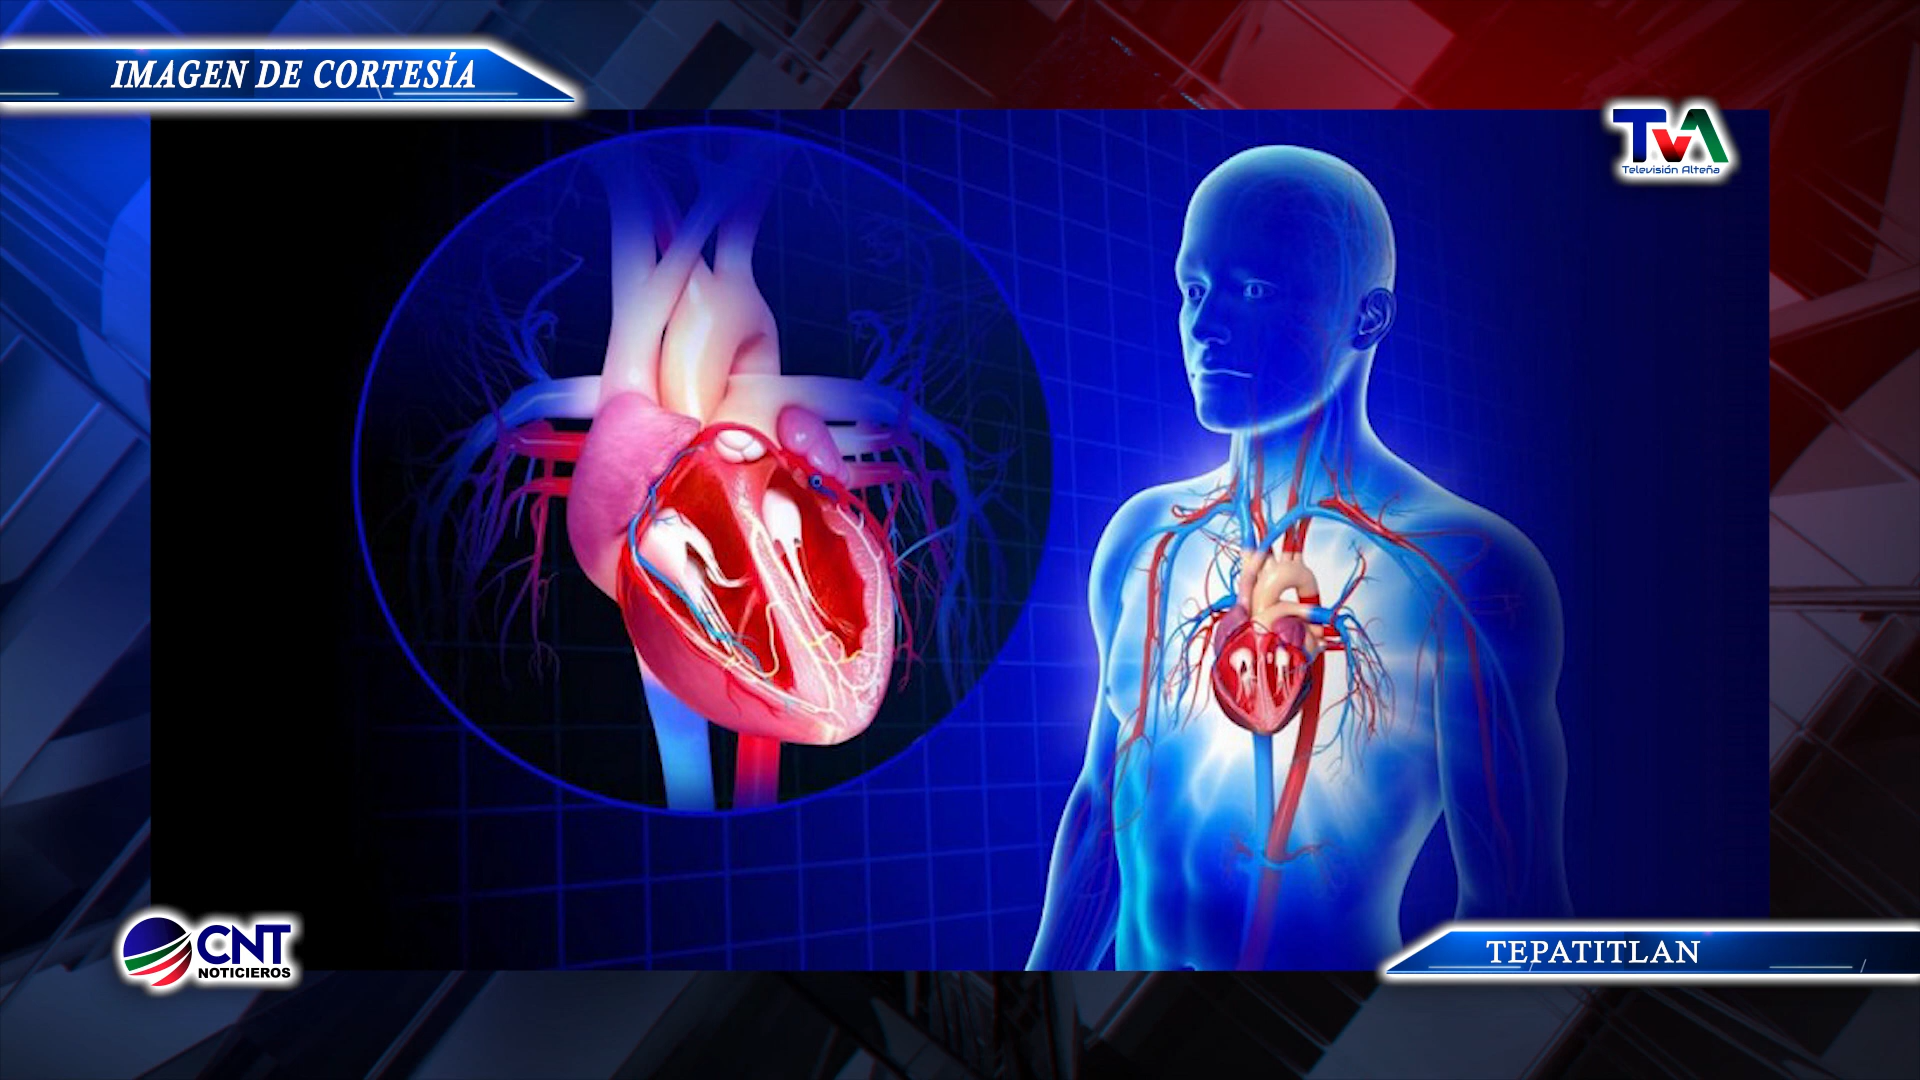 IMAGEN DE CORTESÍA
TvA
Televisión Alteña
CNT
NOTICIEROS
TEPATITLAN